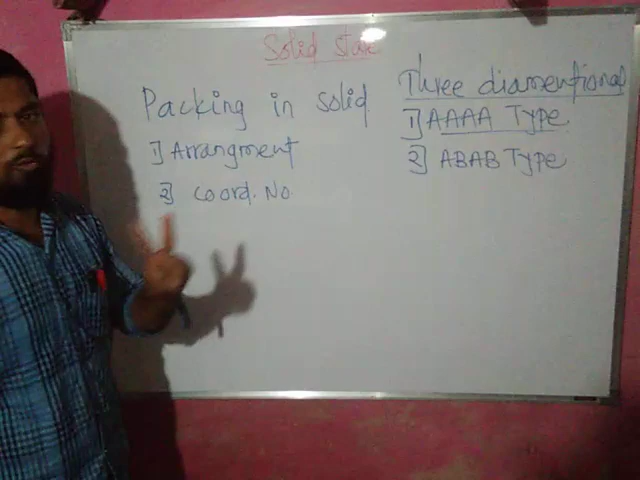 Solid State
Packing in solid
1] Arrangment
2] Coord. No
Three diamentional
1] AAAA Type
2] ABAB Type